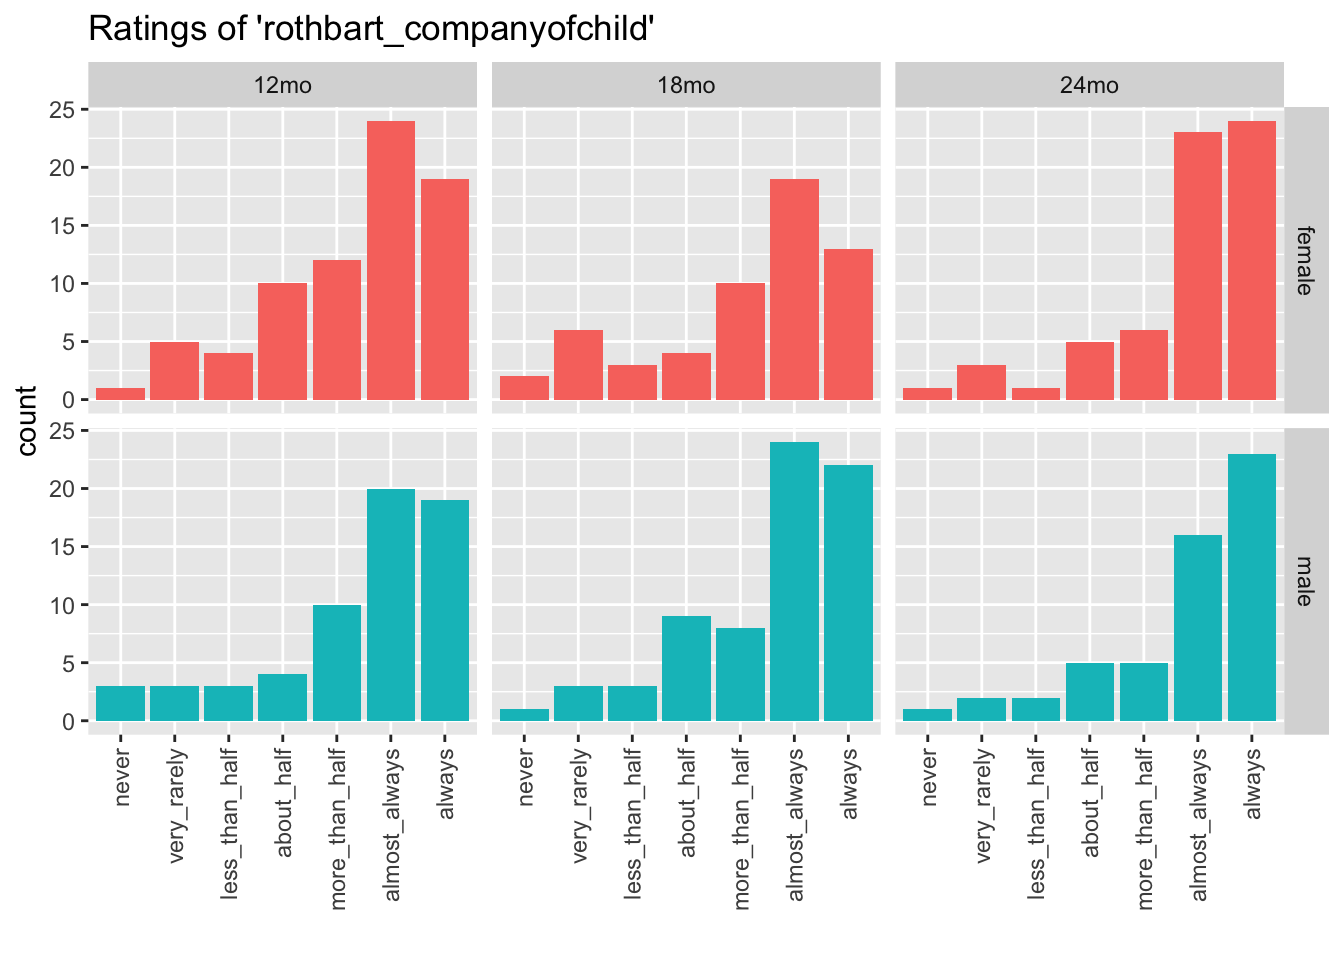 Ratings of 'rothbart_companyofchild'
12mo 18mo 24mo
25
20
15
10
5
0
female
count
25
20
15
10
5
0
male
never very_rarely less_than_half about_half more_than_half almost_always always never very_rarely less_than_half about_half more_than_half almost_always always never very_rarely less_than_half about_half more_than_half almost_always always